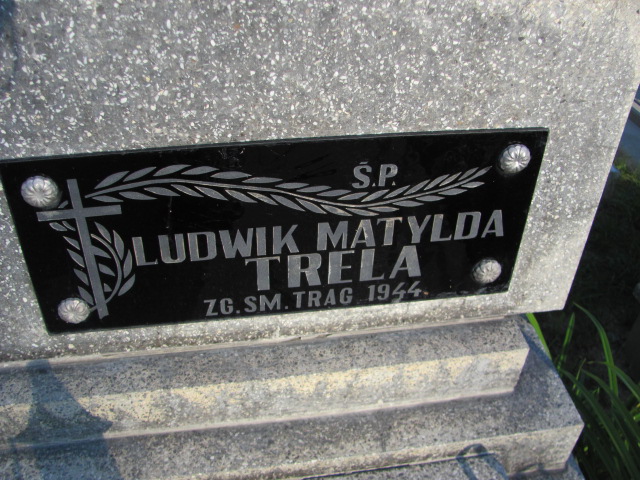 Ś.P.
LUDWIK MATYLDA
TRELA
ZG. SM. TRAG. 1944.